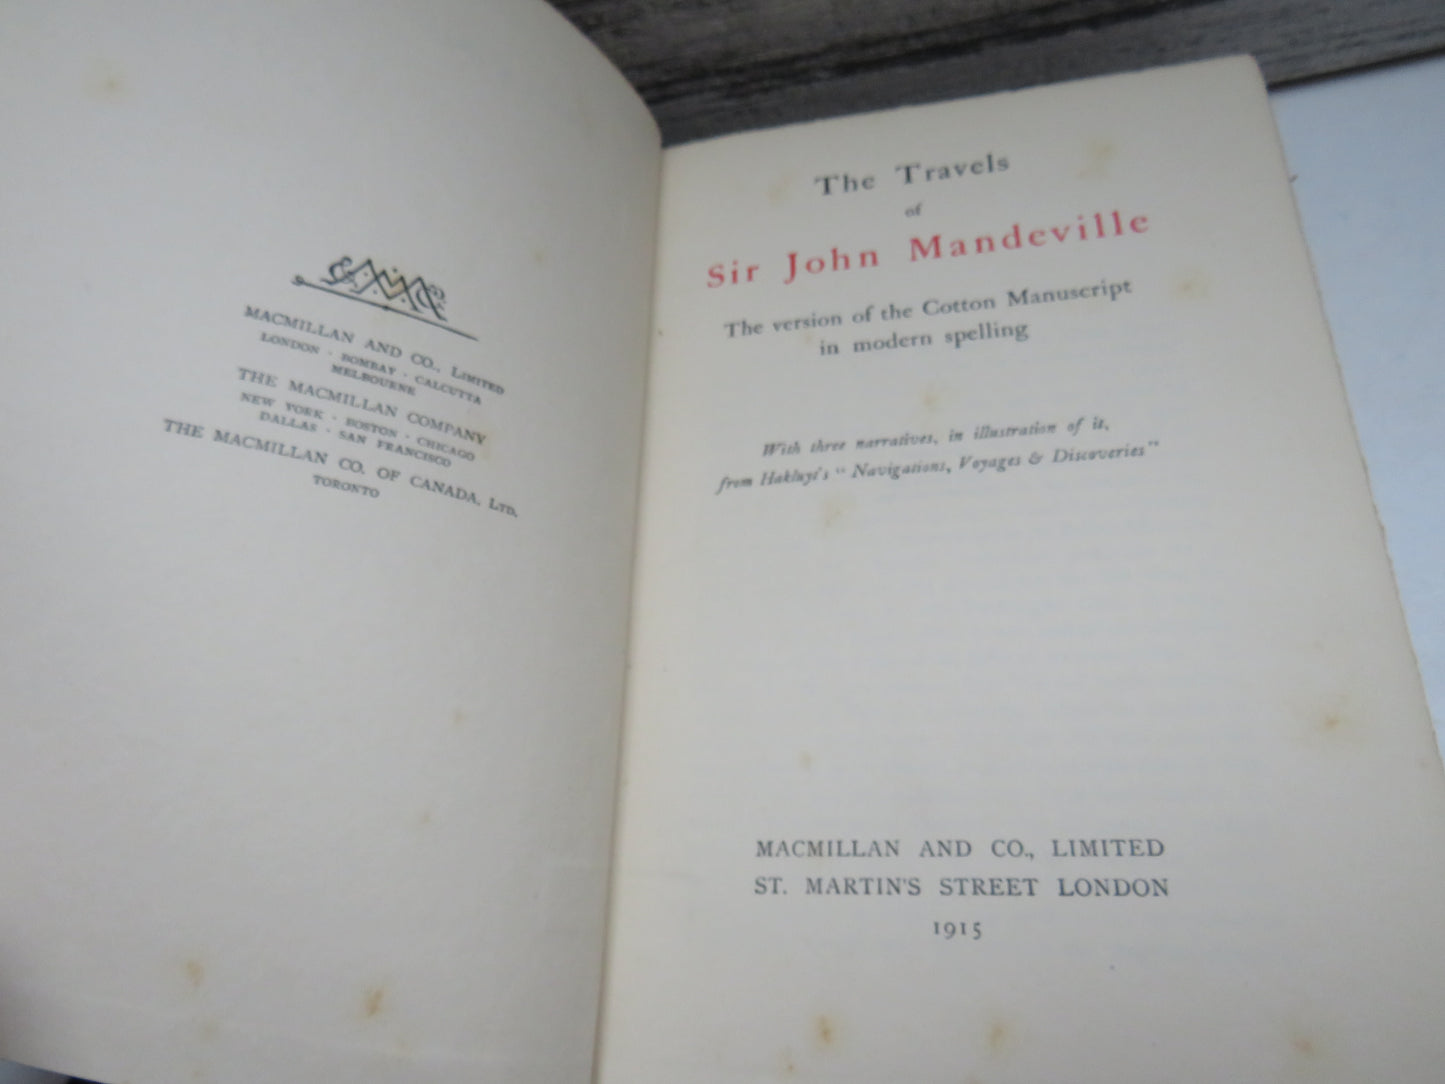 MACMILLAN AND CO., LIMITED
LONDON · BOMBAY · CALCUTTA
MELBOURNE
THE MACMILLAN COMPANY
NEW YORK · BOSTON · CHICAGO
DALLAS · SAN FRANCISCO
THE MACMILLAN CO. OF CANADA, LTD.
TORONTO
The Travels
of
Sir John Mandeville
The version of the Cotton Manuscript
in modern spelling
With three narratives, in illustration of it,
from Hakluyt's "Navigations, Voyages & Discoveries"
MACMILLAN AND CO., LIMITED
ST. MARTIN'S STREET LONDON
1915